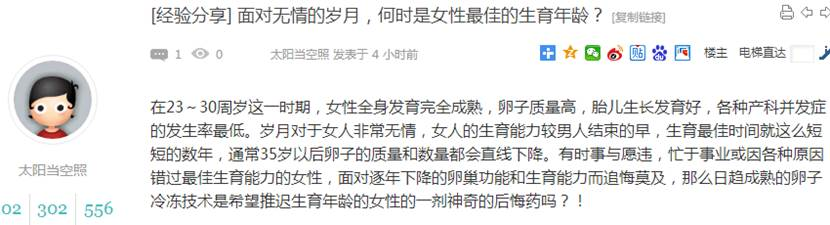 [经验分享] 面对无情的岁月，何时是女性最佳的生育年龄？ [复制链接]
1 0 太阳当空照 发表于 4 小时前 贴 楼主 电梯直达
在23～30周岁这一时期，女性全身发育完全成熟，卵子质量高，胎儿生长发育好，各种产科并发症
的发生率最低。岁月对于女人非常无情，女人的生育能力较男人结束的早，生育最佳时间就这么短
短的数年，通常35岁以后卵子的质量和数量都会直线下降。有时事与愿违，忙于事业或因各种原因
错过最佳生育能力的女性，面对逐年下降的卵巢功能和生育能力而追悔莫及，那么日趋成熟的卵子
冷冻技术是希望推迟生育年龄的女性的一剂神奇的后悔药吗？！
太阳当空照
02 302 556